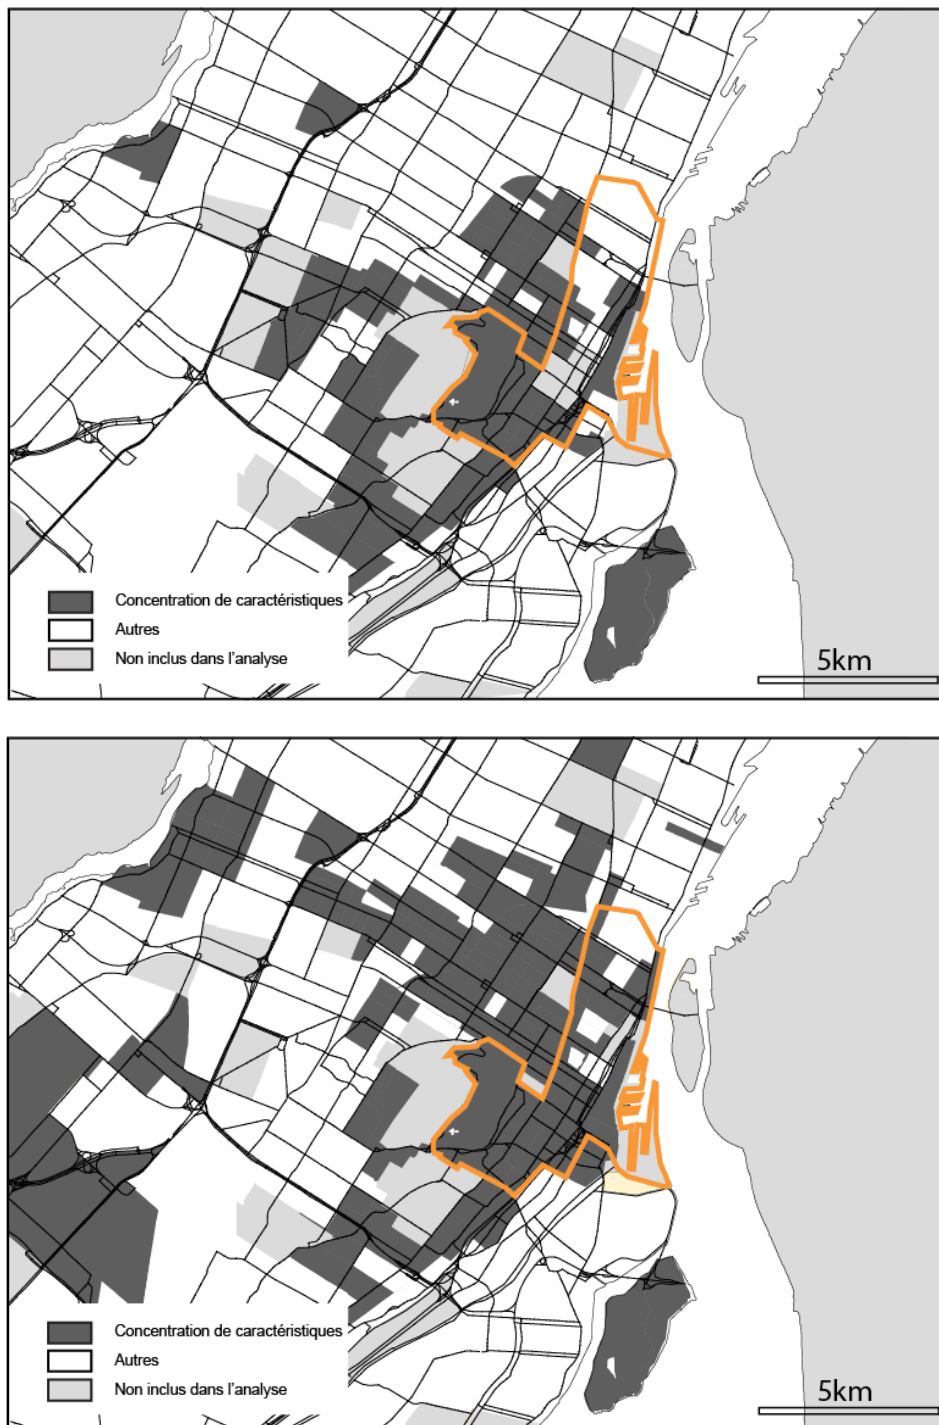 Concentration de caractéristiques
Autres
Non inclus dans l'analyse
5km
Concentration de caractéristiques
Autres
Non inclus dans l'analyse
5km